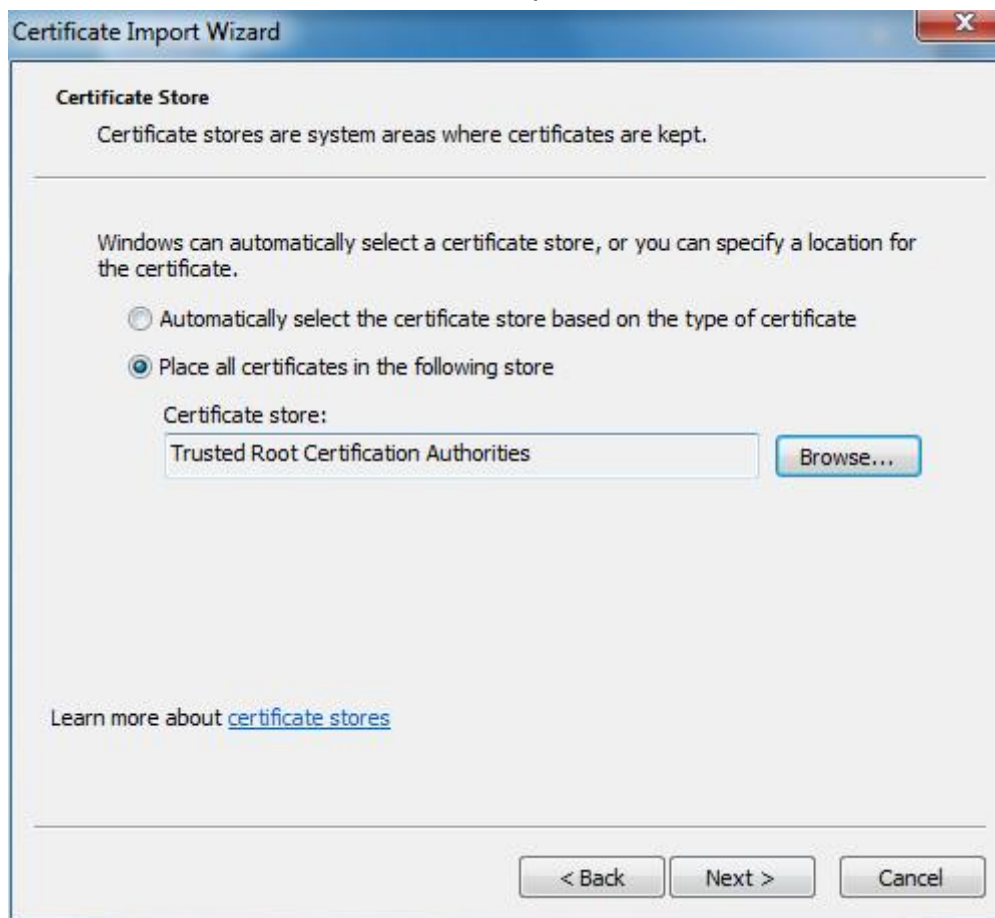 Certificate Import Wizard
Certificate Store
Certificate stores are system areas where certificates are kept.
Windows can automatically select a certificate store, or you can specify a location for
the certificate.
Automatically select the certificate store based on the type of certificate
Place all certificates in the following store
Certificate store:
Trusted Root Certification Authorities
Browse...
Learn more about certificate stores
< Back
Next >
Cancel